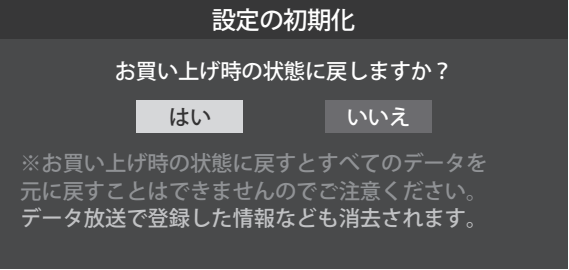 設定の初期化
お買い上げ時の状態に戻しますか？
はい
いいえ
※お買い上げ時の状態に戻すとすべてのデータを
元に戻すことはできませんのでご注意ください。
データ放送で登録した情報なども消去されます。